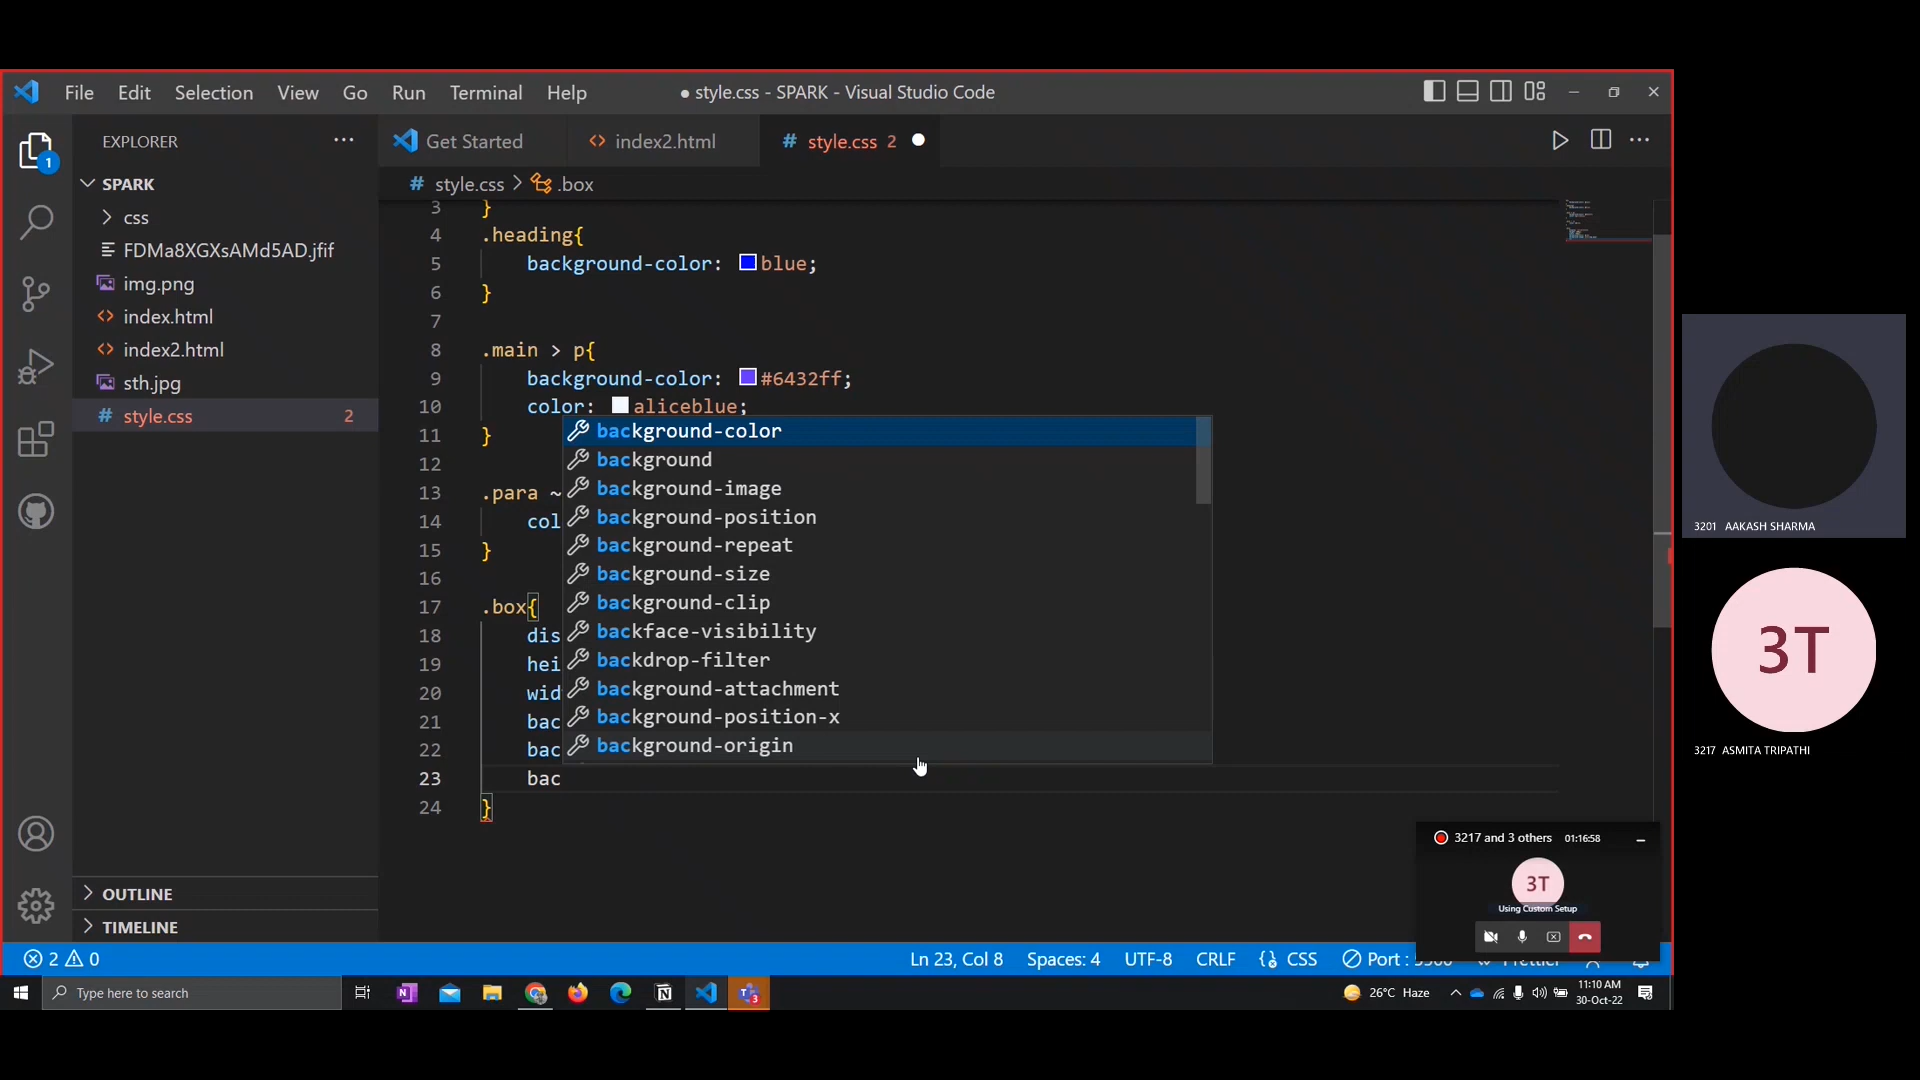 File Edit Selection View Go Run Terminal Help
● style.css - SPARK - Visual Studio Code
EXPLORER
Get Started
index2.html
# style.css 2
SPARK
css
FDMa8XGXsAMd5AD.jfif
img.png
index.html
index2.html
sth.jpg
# style.css 2
OUTLINE
TIMELINE
1
# style.css > .box
3 }
4 .heading{
5 background-color: blue;
6 }
7
8 .main > p{
9 background-color: #6432ff;
10 color: aliceblue;
11 }
12
13 .para ~
14 col
15 }
16
17 .box{
18 dis
19 hei
20 wid
21 bac
22 bac
23 bac
24 }
background-color
background
background-image
background-position
background-repeat
background-size
background-clip
backface-visibility
backdrop-filter
background-attachment
background-position-x
background-origin
3217 and 3 others 01:16:58
3T
Using Custom Setup
2 0
Ln 23, Col 8 Spaces: 4 UTF-8 CRLF {} CSS Port :
Type here to search
26°C Haze
11:10 AM
30-Oct-22
3201 AAKASH SHARMA
3T
3217 ASMITA TRIPATHI